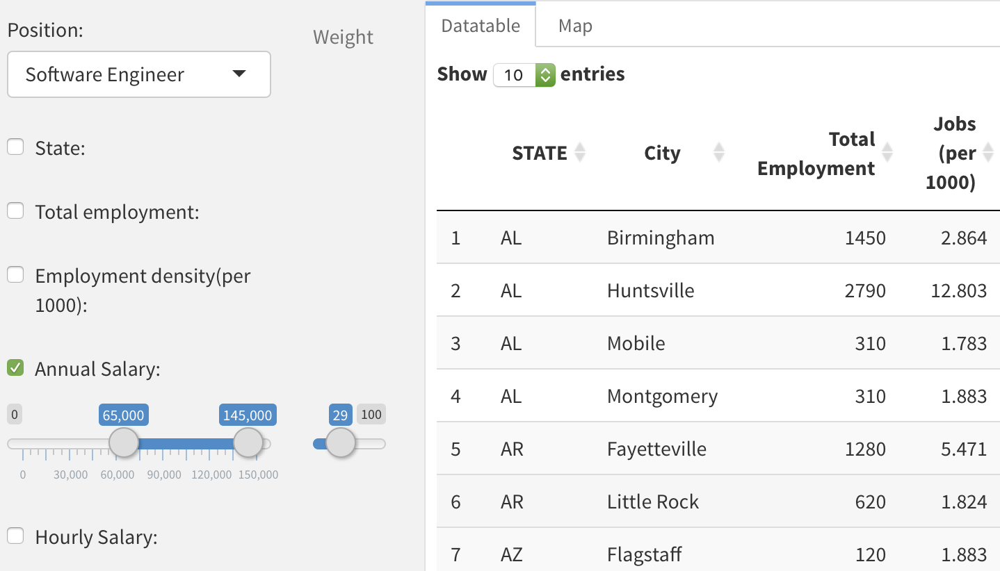 Position:
Weight
Software Engineer
State:
Total employment:
Employment density(per
1000):
Annual Salary:
0 65,000 145,000 29 100
0 30,000 60,000 90,000 120,000 150,000
Hourly Salary:
Datatable Map
Show 10 entries
STATE City Total
Employment Jobs
(per
1000)
1 AL Birmingham 1450 2.864
2 AL Huntsville 2790 12.803
3 AL Mobile 310 1.783
4 AL Montgomery 310 1.883
5 AR Fayetteville 1280 5.471
6 AR Little Rock 620 1.824
7 AZ Flagstaff 120 1.883